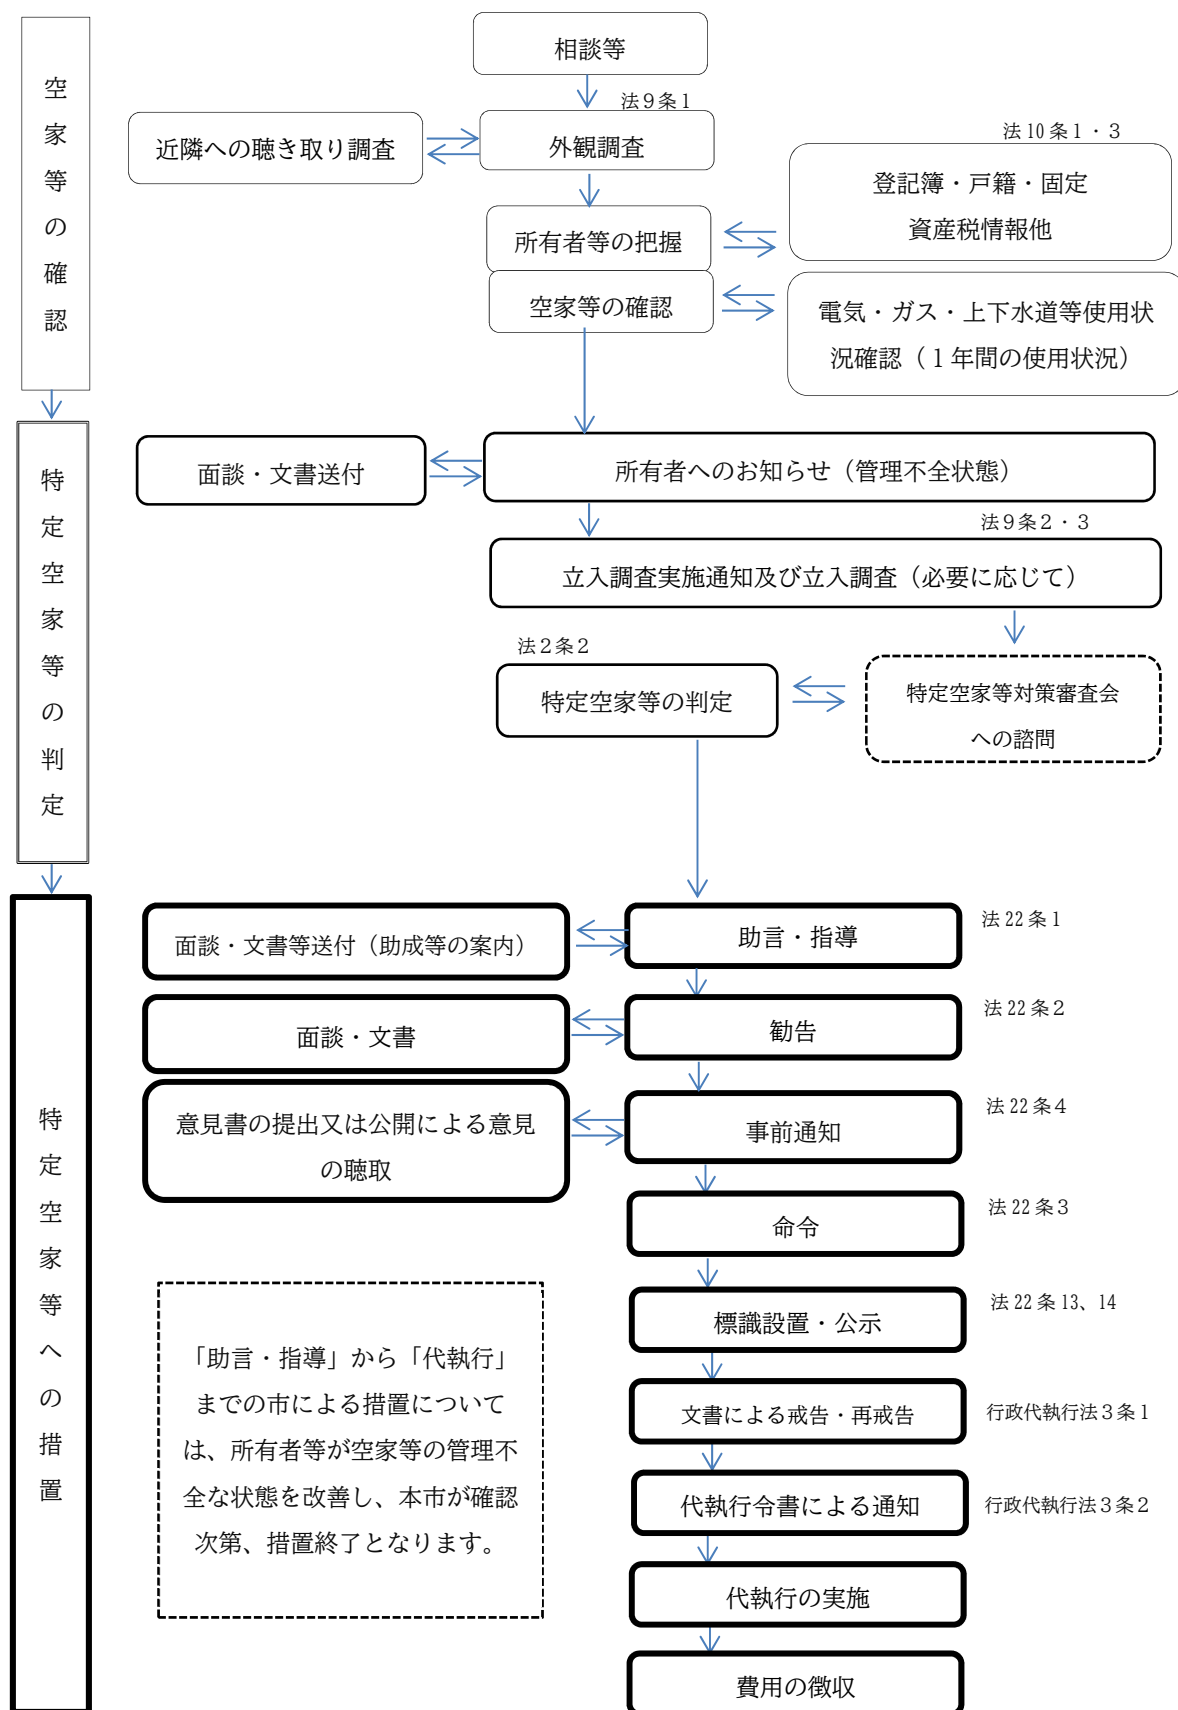 空家等の確認
相談等
法９条１
近隣への聴き取り調査
外観調査
法 10 条１・３
登記簿・戸籍・固定
資産税情報他
所有者等の把握
空家等の確認
電気・ガス・上下水道等使用状
況確認（１年間の使用状況）
特定空家等の判定
面談・文書送付
所有者へのお知らせ（管理不全状態）
法９条２・３
立入調査実施通知及び立入調査（必要に応じて）
法２条２
特定空家等の判定
特定空家等対策審査会
への諮問
特定空家等への措置
面談・文書等送付（助成等の案内）
助言・指導
法 22 条１
面談・文書
勧告
法 22 条２
意見書の提出又は公開による意見
の聴取
事前通知
法 22 条４
命令
法 22 条３
標識設置・公示
法 22 条 13、14
「助言・指導」から「代執行」
までの市による措置について
は、所有者等が空家等の管理不
全な状態を改善し、本市が確認
次第、措置終了となります。
文書による戒告・再戒告
行政代執行法３条１
代執行令書による通知
行政代執行法３条２
代執行の実施
費用の徴収